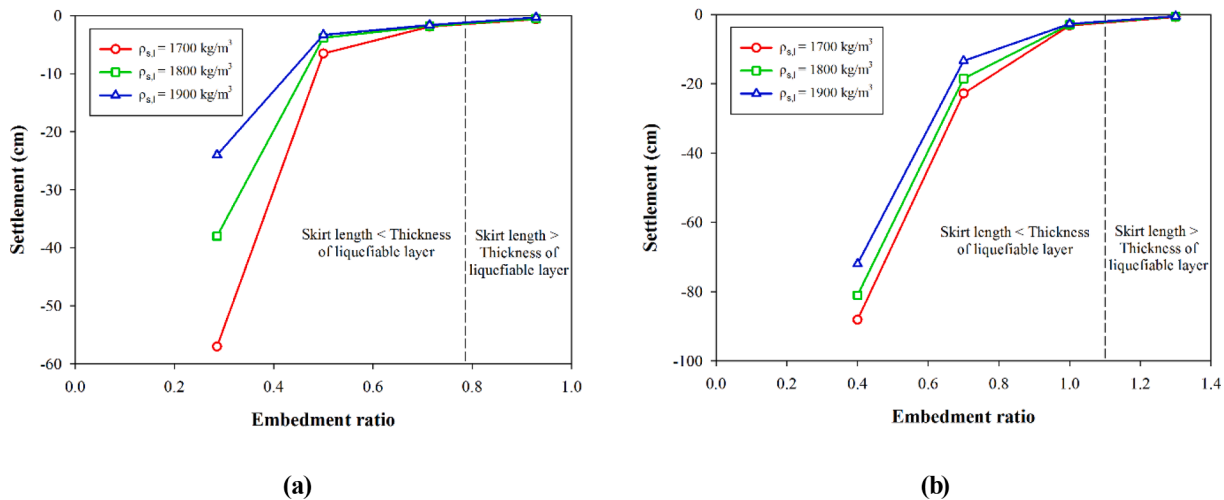 0
-10
-20
-30
-40
-50
-60
Settlement (cm)
ρs,l = 1700 kg/m³
ρs,l = 1800 kg/m³
ρs,l = 1900 kg/m³
Skirt length < Thickness
of liquefiable layer
Skirt length >
Thickness of
liquefiable layer
0.0 0.2 0.4 0.6 0.8 1.0
Embedment ratio
(a)
0
-20
-40
-60
-80
-100
Settlement (cm)
ρs,l = 1700 kg/m³
ρs,l = 1800 kg/m³
ρs,l = 1900 kg/m³
Skirt length < Thickness
of liquefiable layer
Skirt length >
Thickness of
liquefiable layer
0.0 0.2 0.4 0.6 0.8 1.0 1.2 1.4
Embedment ratio
(b)